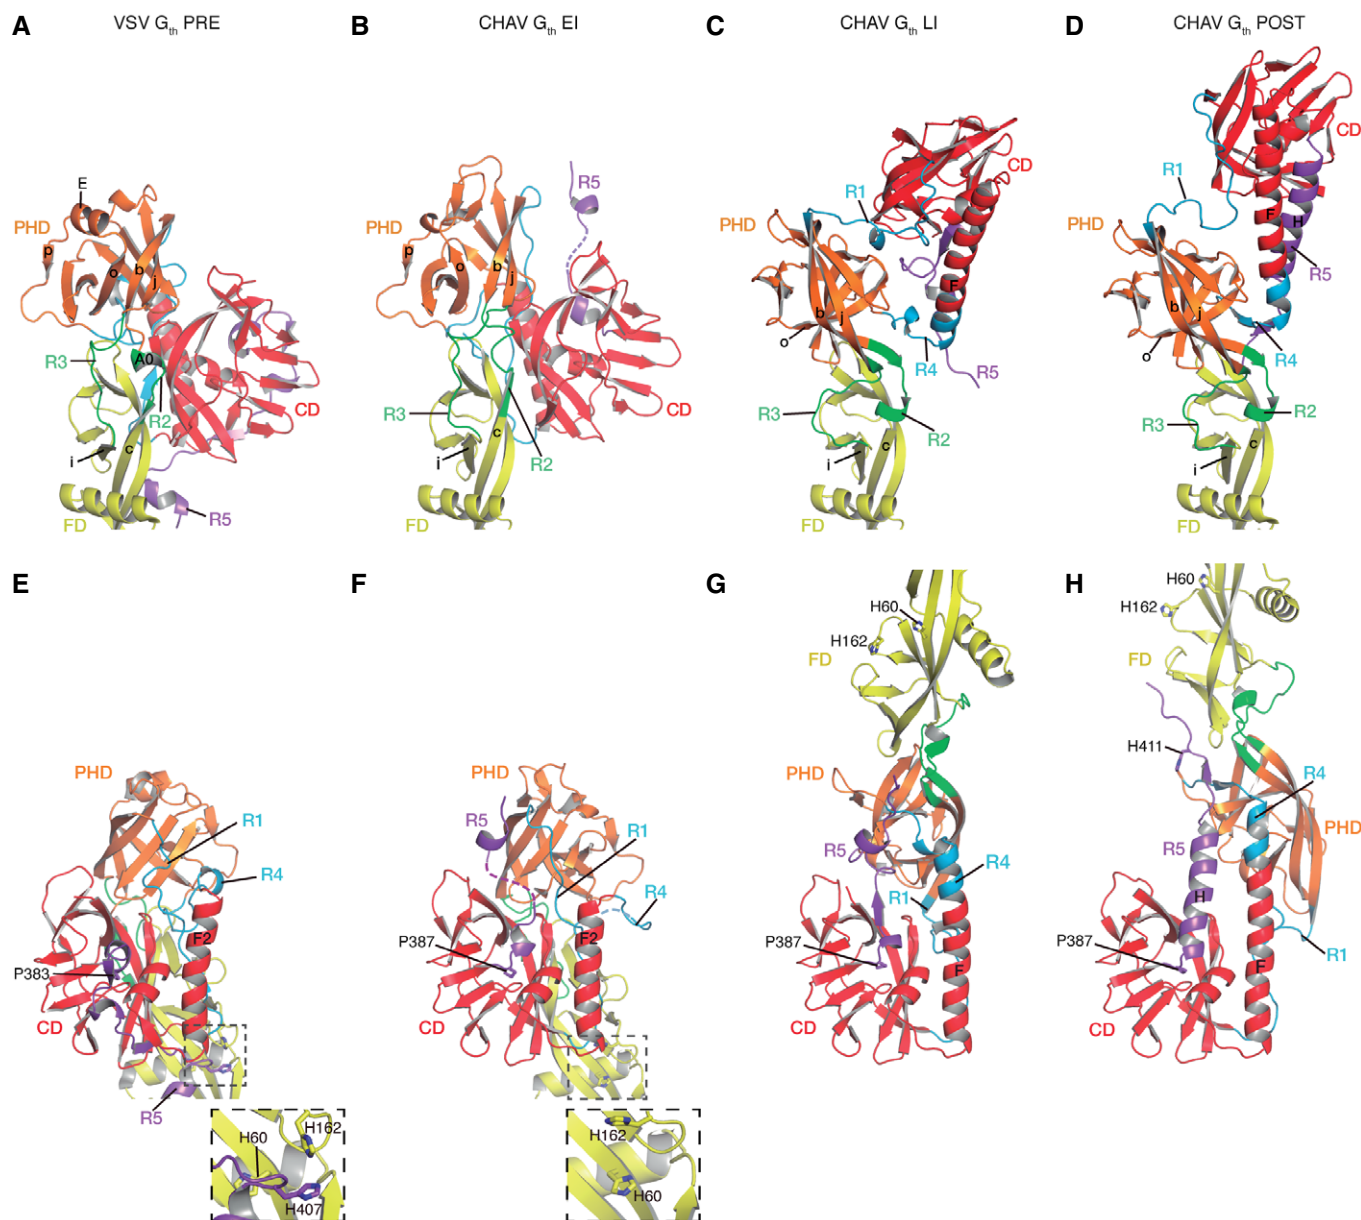 A VSV Gth PRE
B CHAV Gth EI
C CHAV Gth LI
D CHAV Gth POST
E
PHD
p
o
b
j
R3
A0
R2
CD
i
c
R5
FD
PHD
p
o
b
j
R5
R3
c
CD
i
R2
FD
R1
CD
PHD
F
b
j
o
R4
R5
R3
R2
i
c
FD
CD
R1
PHD
F
H
R5
b
j
o
R4
R3
R2
i
c
FD
E
PHD
R1
R4
F2
P383
CD
R5
H60
H162
H407
F
PHD
R5
R1
R4
F2
P387
CD
H162
H60
G
H60
H162
FD
PHD
R5
R4
R1
P387
F
CD
H
H60
H162
FD
H411
R4
PHD
R5
H
P387
R1
F
CD